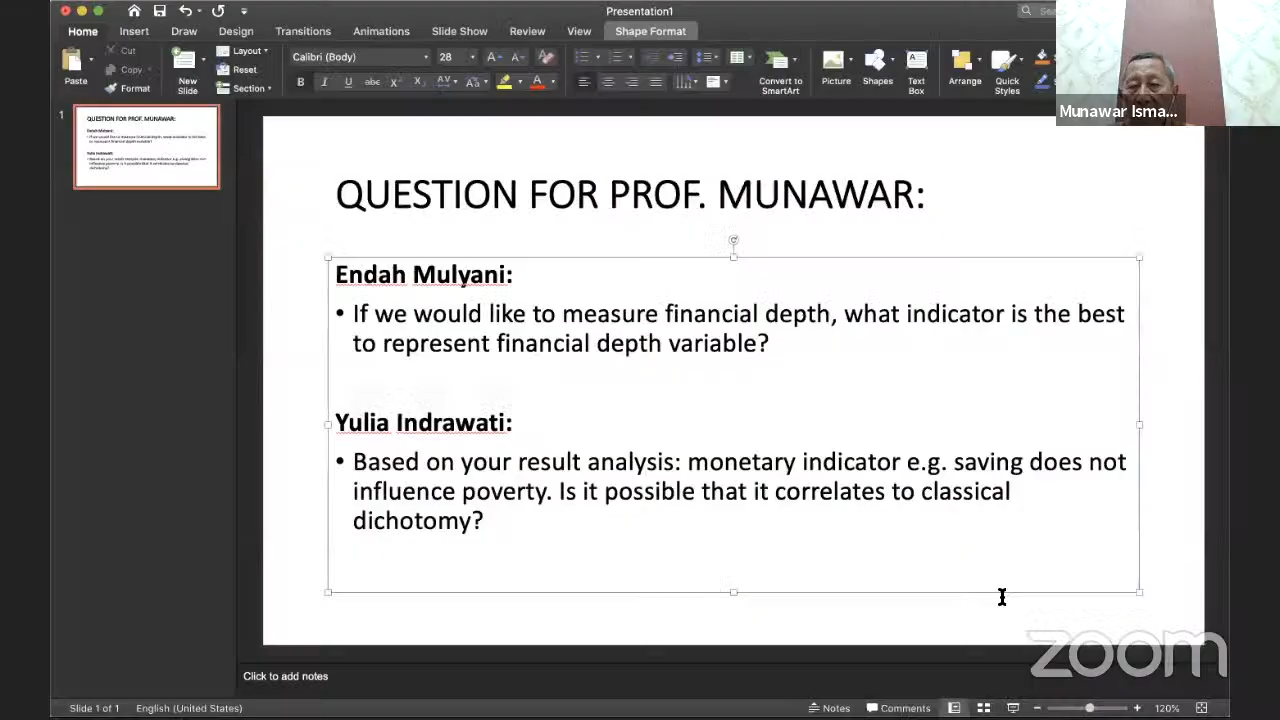 Presentation1
Home Insert Draw Design Transitions Animations Slide Show Review View Shape Format
Paste Cut Copy Format New Slide Layout Reset Section Calibri (Body) 28 Convert to SmartArt Picture Shapes Text Box Arrange Quick Styles
Munawar Isma...
1
QUESTION FOR PROF. MUNAWAR:
Endah Mulyani:
• If we would like to measure financial depth, what indicator is the best
to represent financial depth variable?
Yulia Indrawati:
• Based on your result analysis: monetary indicator e.g. saving does not
influence poverty. Is it possible that it correlates to classical
dichotomy?
zoom
Click to add notes
Slide 1 of 1 English (United States) Notes Comments 120%